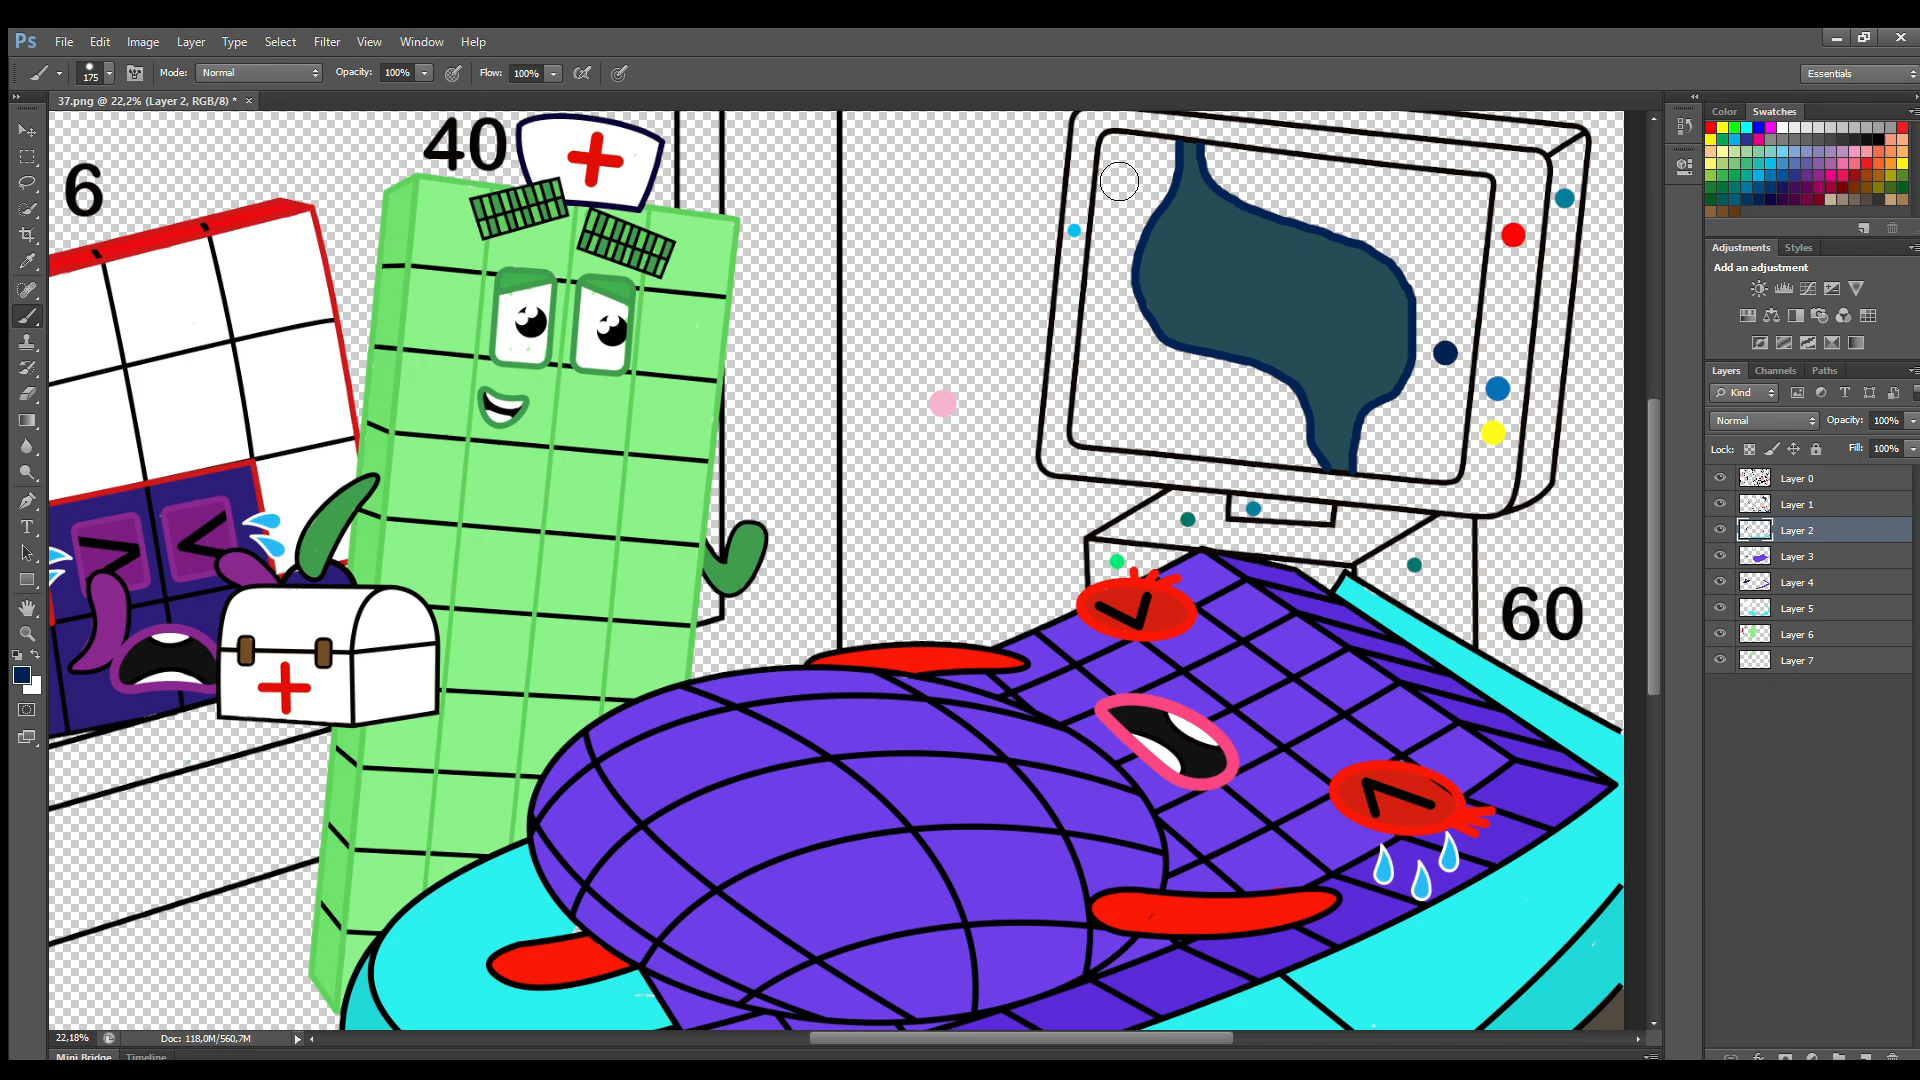 Ps File Edit Image Layer Type Select Filter View Window Help
175 Mode: Normal Opacity: 100% Flow: 100% Essentials
37.png @ 22,2% (Layer 2, RGB/8) * ×
Color Swatches
Adjustments Styles
Add an adjustment
Layers Channels Paths
Kind
Normal Opacity: 100%
Lock: Fill: 100%
Layer 0
Layer 1
Layer 2
Layer 3
Layer 4
Layer 5
Layer 6
Layer 7
40
6
60
22,18% Doc: 118,0M/560,7M
Mini Bridge Timeline